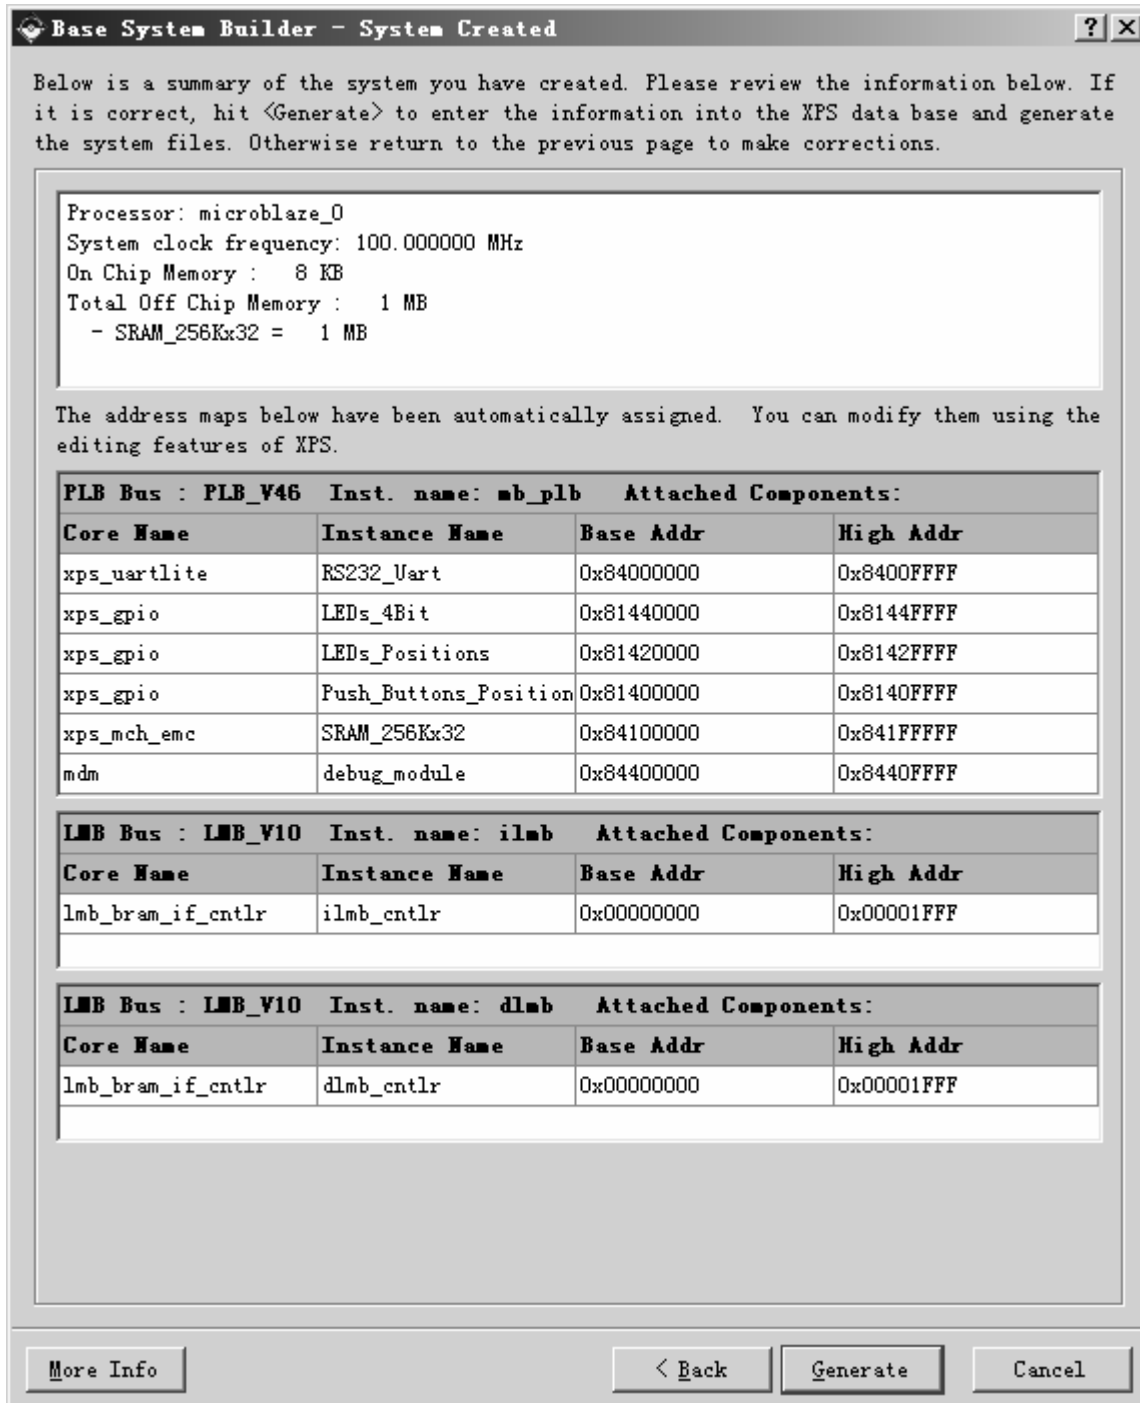 Base System Builder - System Created
Below is a summary of the system you have created. Please review the information below. If
it is correct, hit <Generate> to enter the information into the XPS data base and generate
the system files. Otherwise return to the previous page to make corrections.
Processor: microblaze_0
System clock frequency: 100.000000 MHz
On Chip Memory : 8 KB
Total Off Chip Memory : 1 MB
- SRAM_256Kx32 = 1 MB
The address maps below have been automatically assigned. You can modify them using the
editing features of XPS.
PLB Bus : PLB_V46 Inst. name: mb_plb Attached Components:
Core Name Instance Name Base Addr High Addr
xps_uartlite RS232_Uart 0x84000000 0x8400FFFF
xps_gpio LEDs_4Bit 0x81440000 0x8144FFFF
xps_gpio LEDs_Positions 0x81420000 0x8142FFFF
xps_gpio Push_Buttons_Position 0x81400000 0x8140FFFF
xps_mch_emc SRAM_256Kx32 0x84100000 0x841FFFFF
mdm debug_module 0x84400000 0x8440FFFF
LMB Bus : LMB_V10 Inst. name: ilmb Attached Components:
Core Name Instance Name Base Addr High Addr
lmb_bram_if_cntlr ilmb_cntlr 0x00000000 0x00001FFF
LMB Bus : LMB_V10 Inst. name: dlmb Attached Components:
Core Name Instance Name Base Addr High Addr
lmb_bram_if_cntlr dlmb_cntlr 0x00000000 0x00001FFF
More Info < Back Generate Cancel